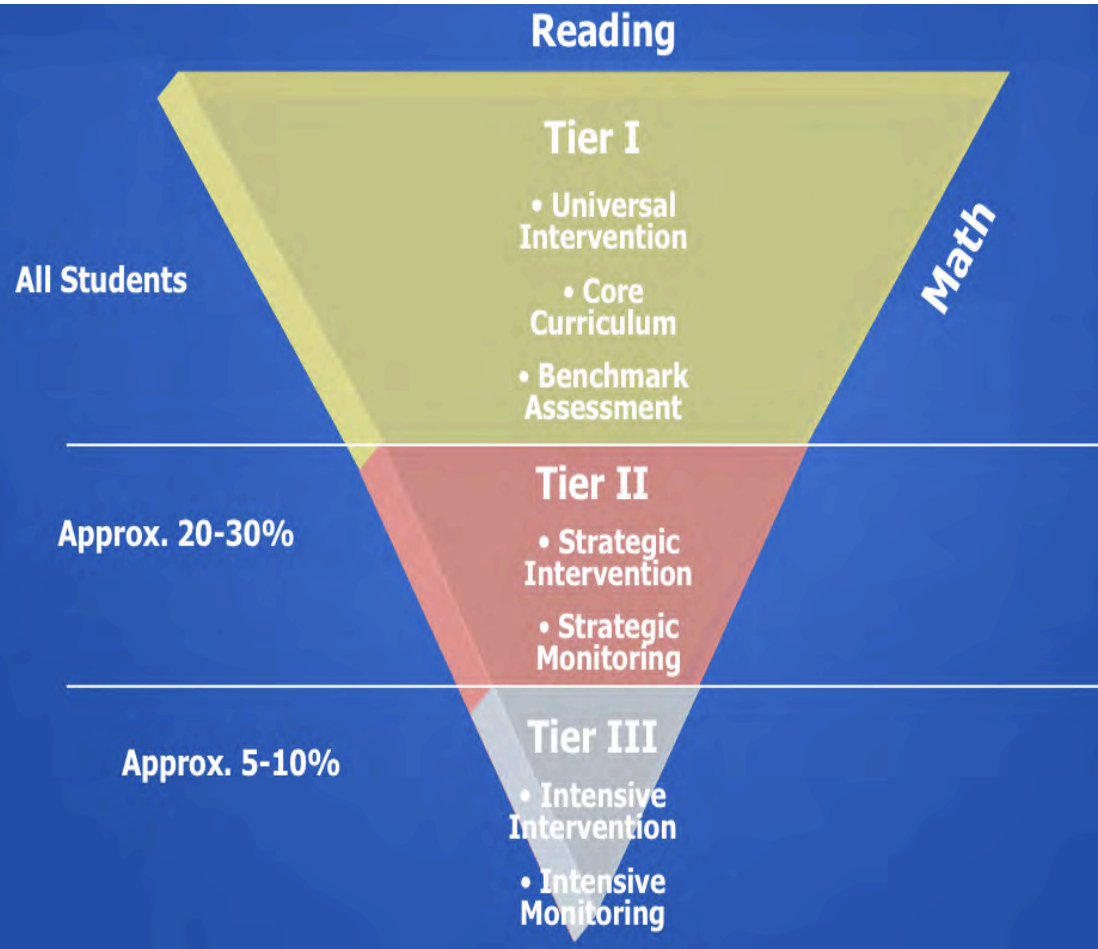 Reading
Tier I
• Universal
Intervention
• Core
Curriculum
• Benchmark
Assessment
All Students
Math
Tier II
• Strategic
Intervention
• Strategic
Monitoring
Approx. 20-30%
Tier III
• Intensive
Intervention
• Intensive
Monitoring
Approx. 5-10%